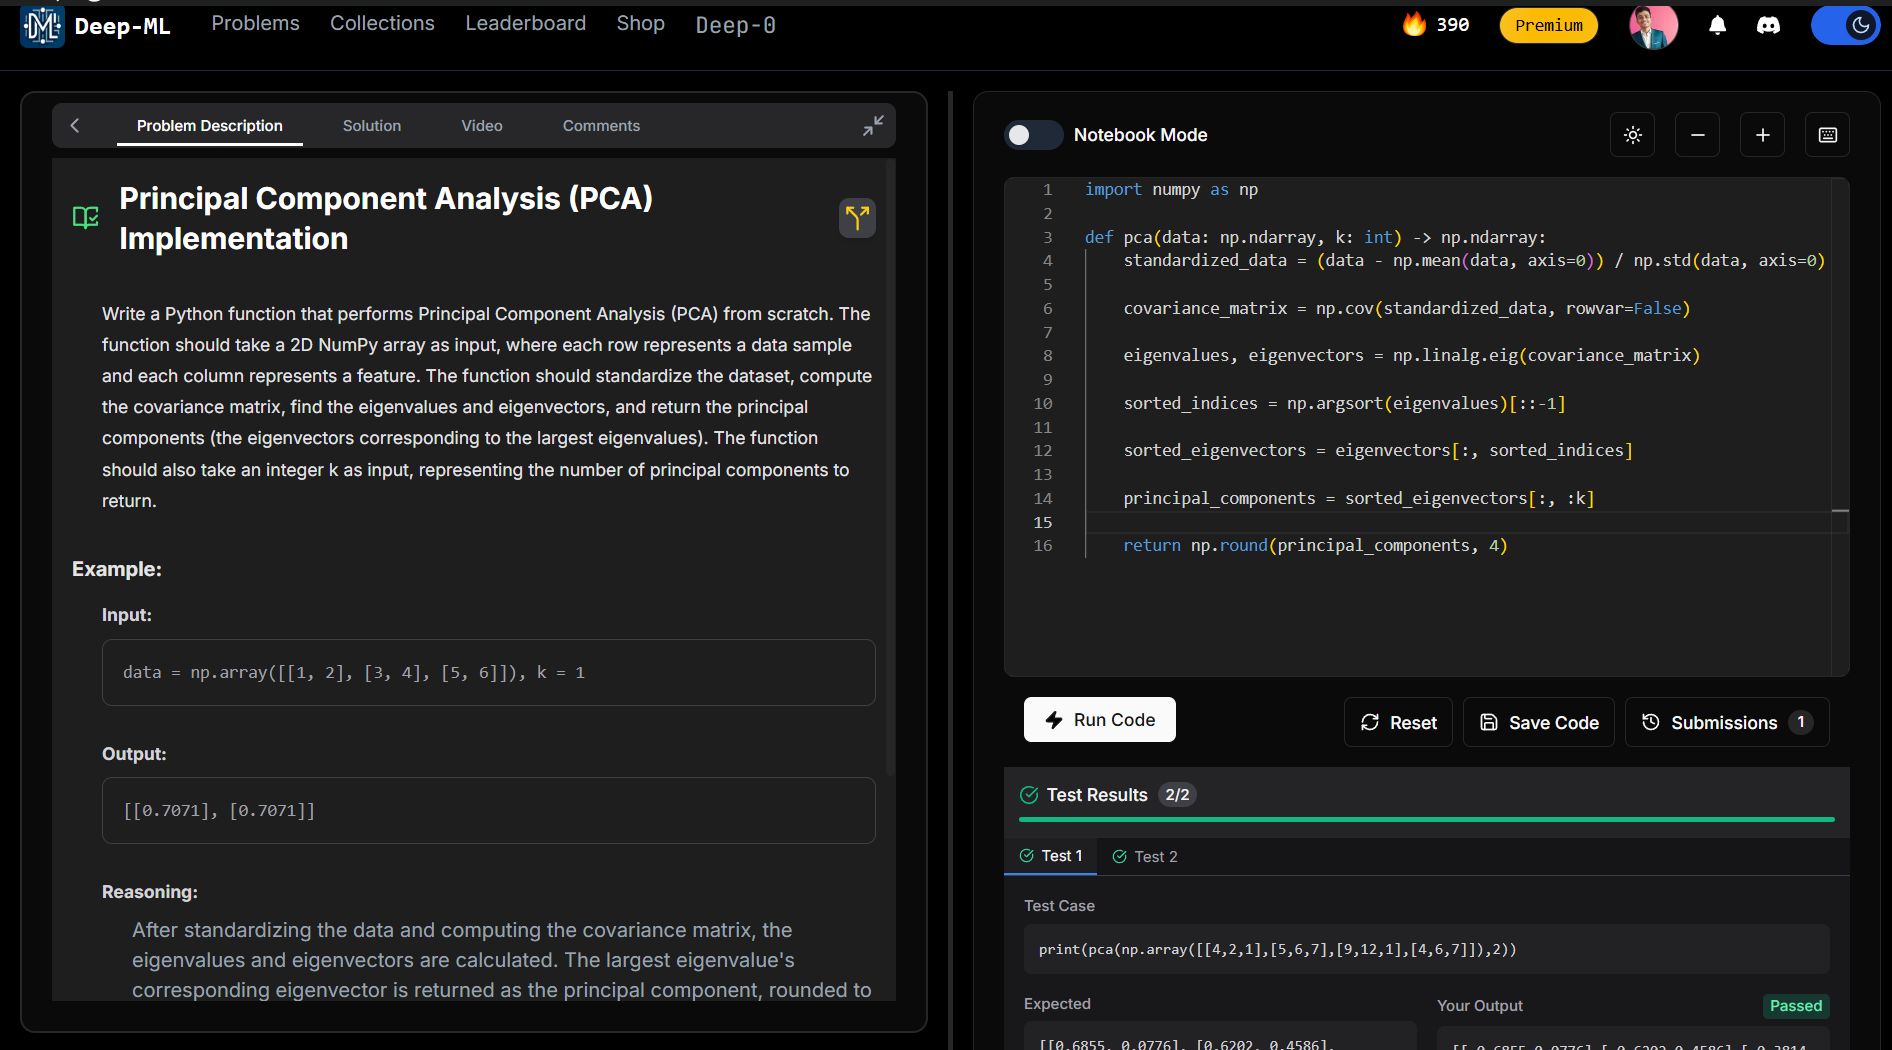 Deep-ML
Problems
Collections
Leaderboard
Shop
Deep-0
390
Premium
Problem Description
Solution
Video
Comments
Principal Component Analysis (PCA)
Implementation
Write a Python function that performs Principal Component Analysis (PCA) from scratch. The
function should take a 2D NumPy array as input, where each row represents a data sample
and each column represents a feature. The function should standardize the dataset, compute
the covariance matrix, find the eigenvalues and eigenvectors, and return the principal
components (the eigenvectors corresponding to the largest eigenvalues). The function
should also take an integer k as input, representing the number of principal components to
return.
Example:
Input:
data = np.array([[1, 2], [3, 4], [5, 6]]), k = 1
Output:
[[0.7071], [0.7071]]
Reasoning:
After standardizing the data and computing the covariance matrix, the
eigenvalues and eigenvectors are calculated. The largest eigenvalue's
corresponding eigenvector is returned as the principal component, rounded to
Notebook Mode
1 import numpy as np
2
3 def pca(data: np.ndarray, k: int) -> np.ndarray:
4 standardized_data = (data - np.mean(data, axis=0)) / np.std(data, axis=0)
5
6 covariance_matrix = np.cov(standardized_data, rowvar=False)
7
8 eigenvalues, eigenvectors = np.linalg.eig(covariance_matrix)
9
10 sorted_indices = np.argsort(eigenvalues)[::-1]
11
12 sorted_eigenvectors = eigenvectors[:, sorted_indices]
13
14 principal_components = sorted_eigenvectors[:, :k]
15
16 return np.round(principal_components, 4)
Run Code
Reset
Save Code
Submissions 1
Test Results 2/2
Test 1
Test 2
Test Case
print(pca(np.array([[4,2,1],[5,6,7],[9,12,1],[4,6,7]]),2))
Expected
Your Output
Passed
[[0.6855, 0.0776], [0.6202, 0.4586],